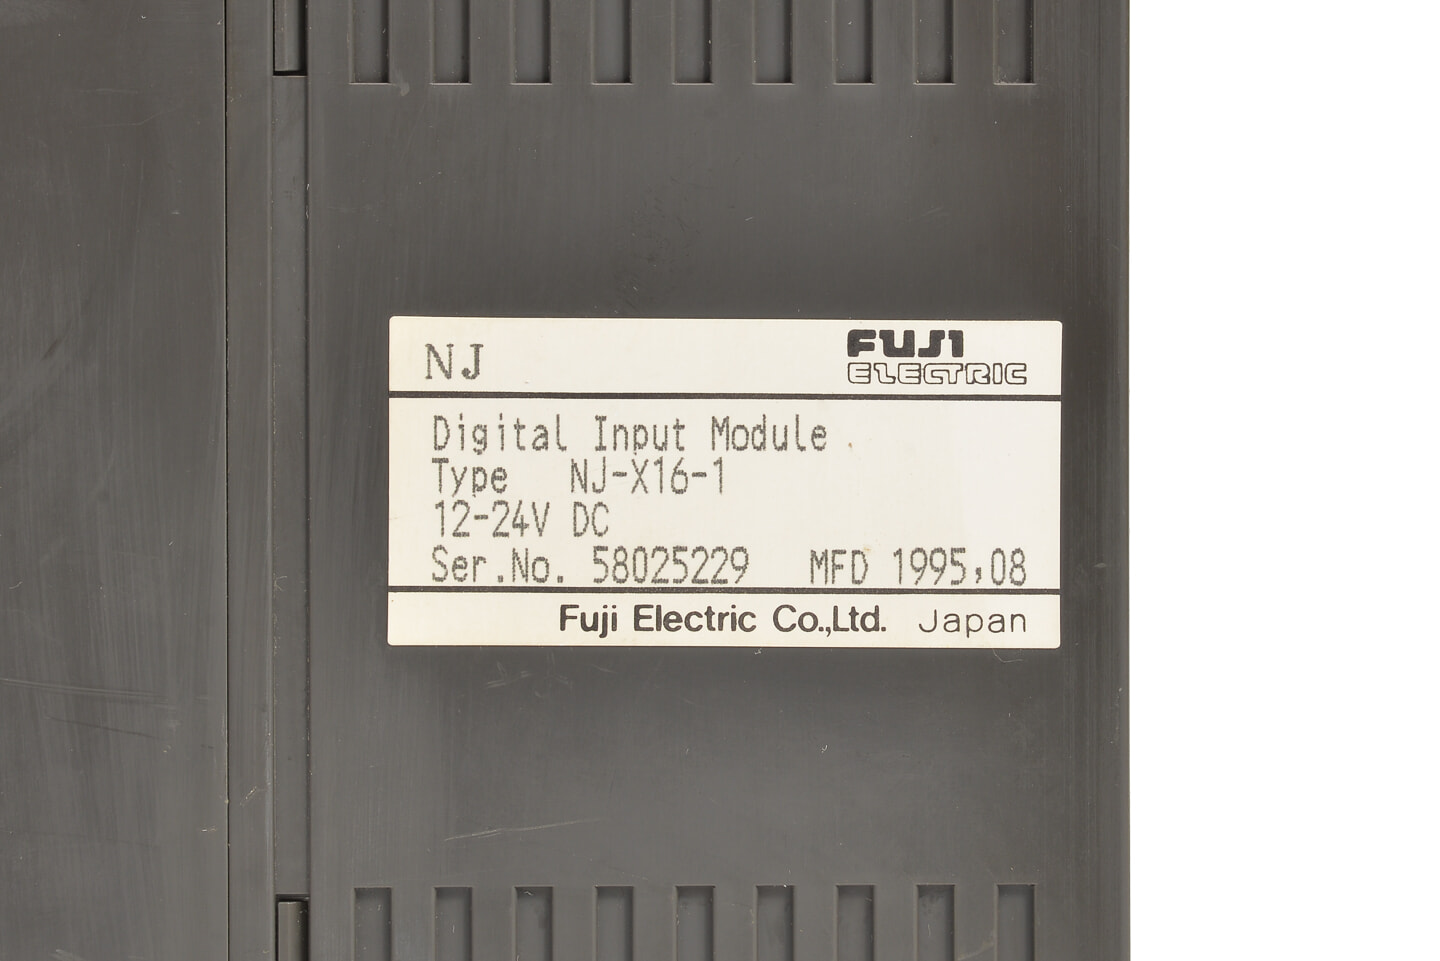 NJ
FUJI
ELECTRIC
Digital Input Module
Type NJ-X16-1
12-24V DC
Ser.No. 58025229 MFD 1995,08
Fuji Electric Co.,Ltd. Japan